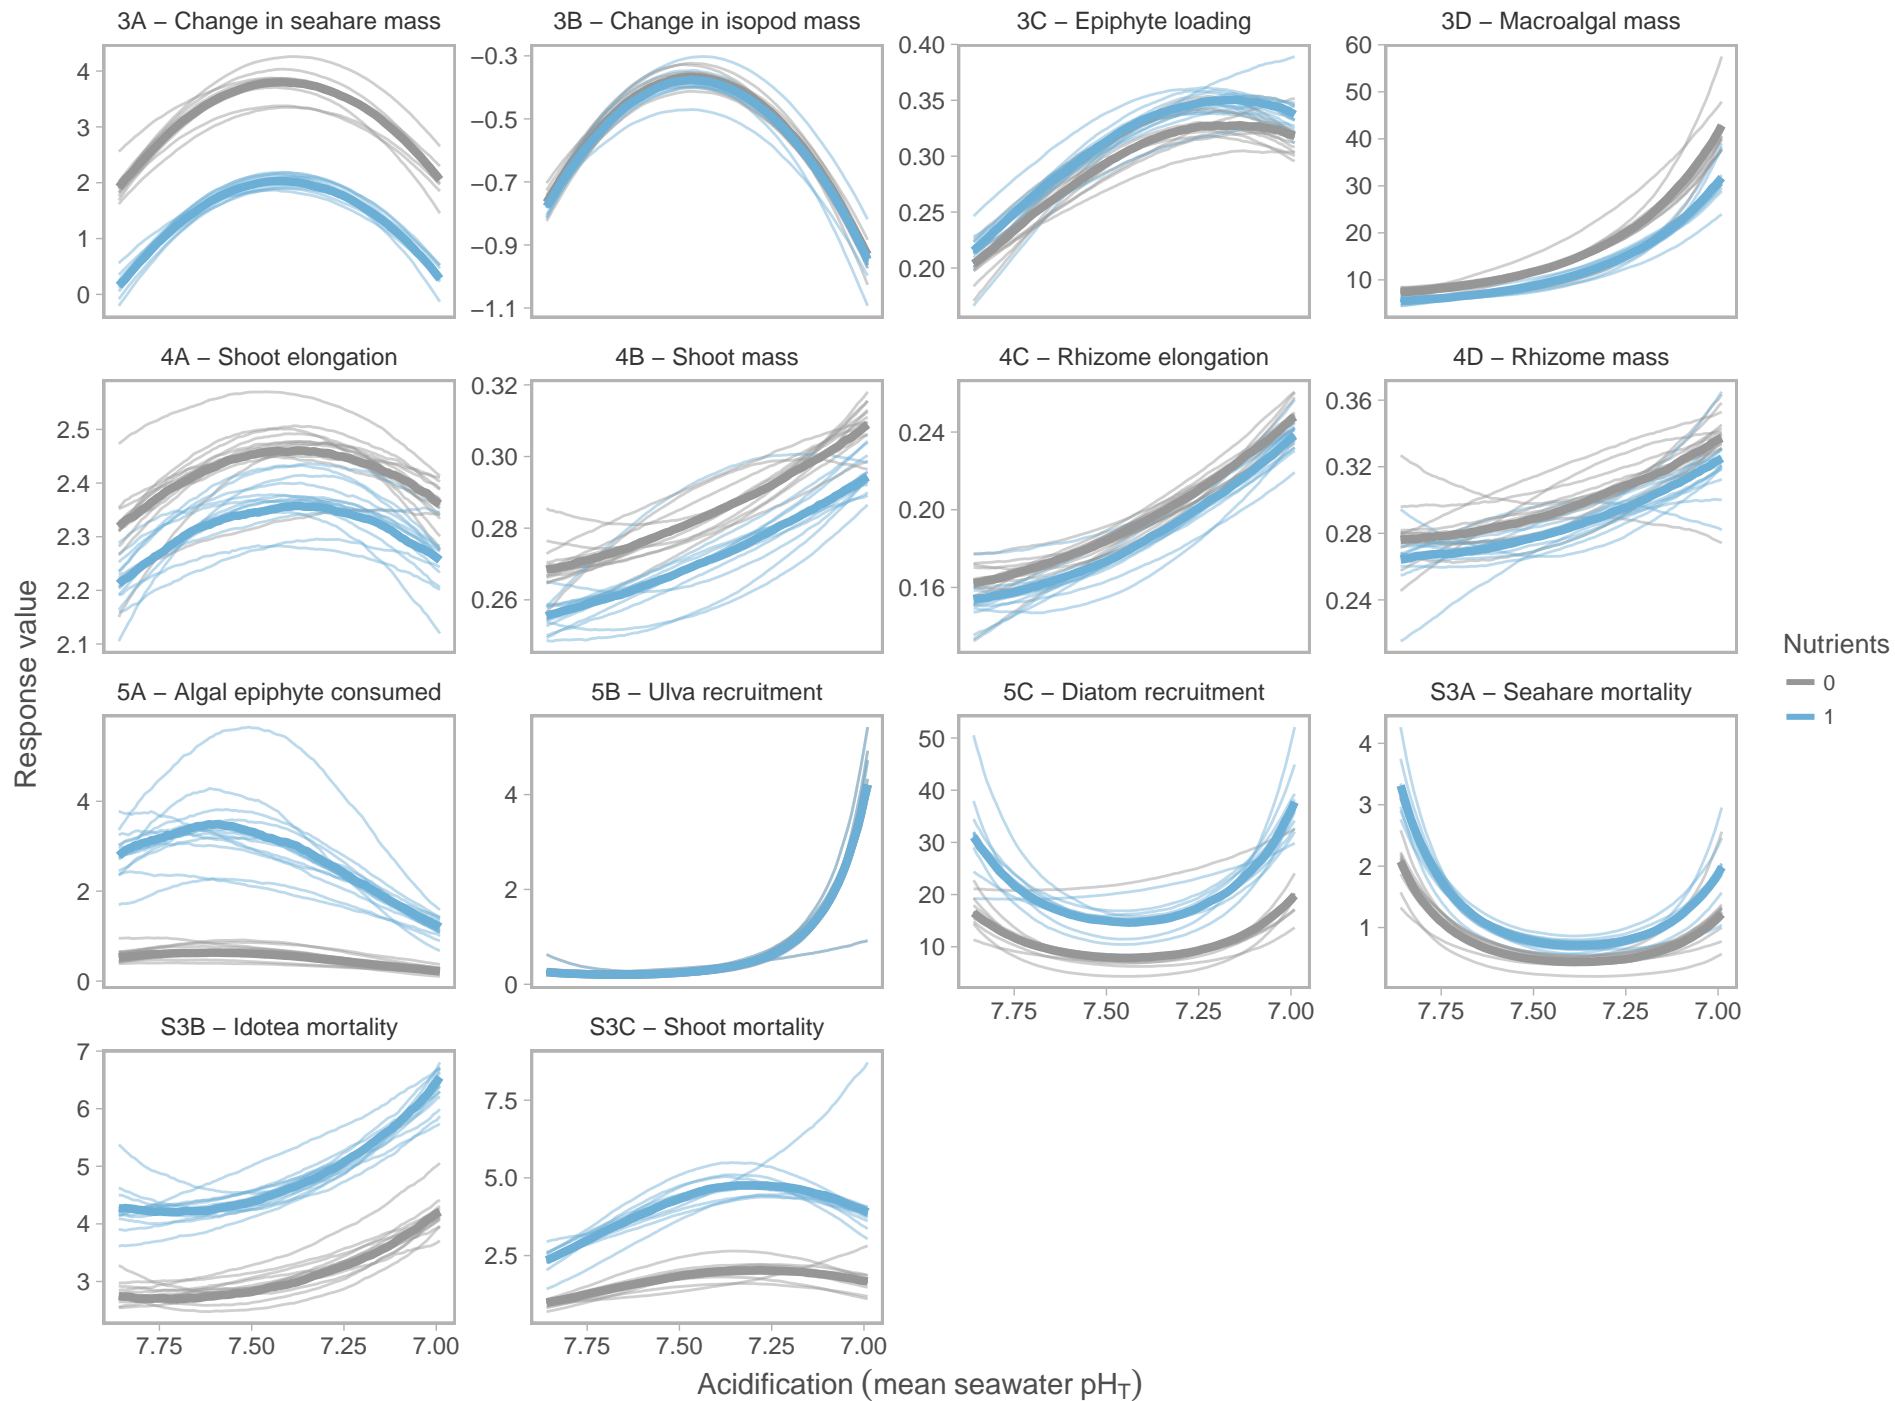 3A – Change in seahare mass
3B – Change in isopod mass
3C – Epiphyte loading
3D – Macroalgal mass
4
3
2
1
0
−0.3
−0.5
−0.7
−0.9
−1.1
0.40
0.35
0.30
0.25
0.20
60
50
40
30
20
10
4A – Shoot elongation
4B – Shoot mass
4C – Rhizome elongation
4D – Rhizome mass
2.5
2.4
2.3
2.2
2.1
0.32
0.30
0.28
0.26
0.24
0.20
0.16
0.36
0.32
0.28
0.24
5A – Algal epiphyte consumed
5B – Ulva recruitment
5C – Diatom recruitment
S3A – Seahare mortality
4
2
0
4
2
0
50
40
30
20
10
4
3
2
1
7.75 7.50 7.25 7.00
7.75 7.50 7.25 7.00
S3B – Idotea mortality
S3C – Shoot mortality
7
6
5
4
3
7.5
5.0
2.5
7.75 7.50 7.25 7.00
7.75 7.50 7.25 7.00
Response value
Acidification (mean seawater pHT)
Nutrients
0
1